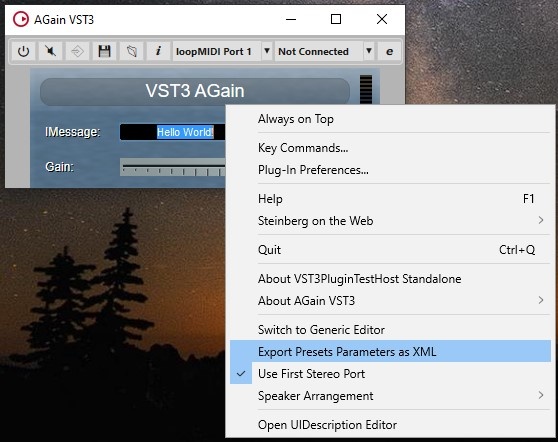 AGain VST3
i
loopMIDI Port 1
Not Connected
e
VST3 AGain
IMessage:
Hello World!
Gain:
Always on Top
Key Commands...
Plug-In Preferences...
Help F1
Steinberg on the Web
Quit Ctrl+Q
About VST3PluginTestHost Standalone
About AGain VST3
Switch to Generic Editor
Export Presets Parameters as XML
Use First Stereo Port
Speaker Arrangement
Open UIDescription Editor